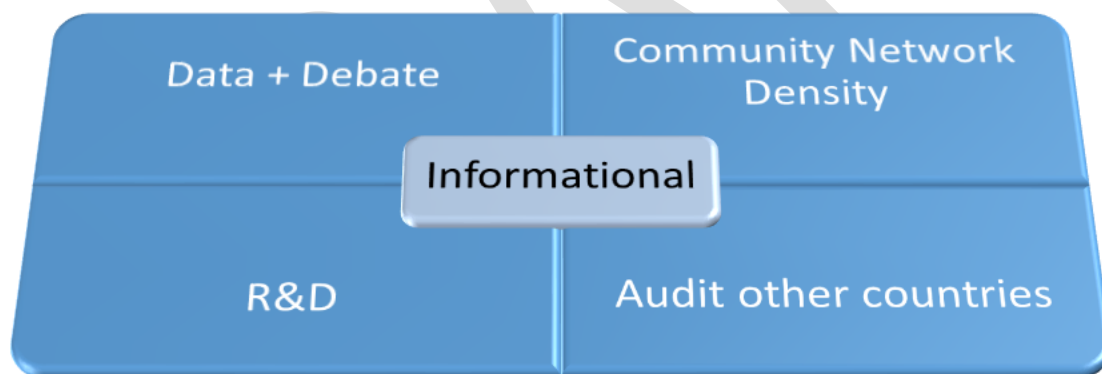 Data + Debate
Community Network
Density
Informational
R&D
Audit other countries